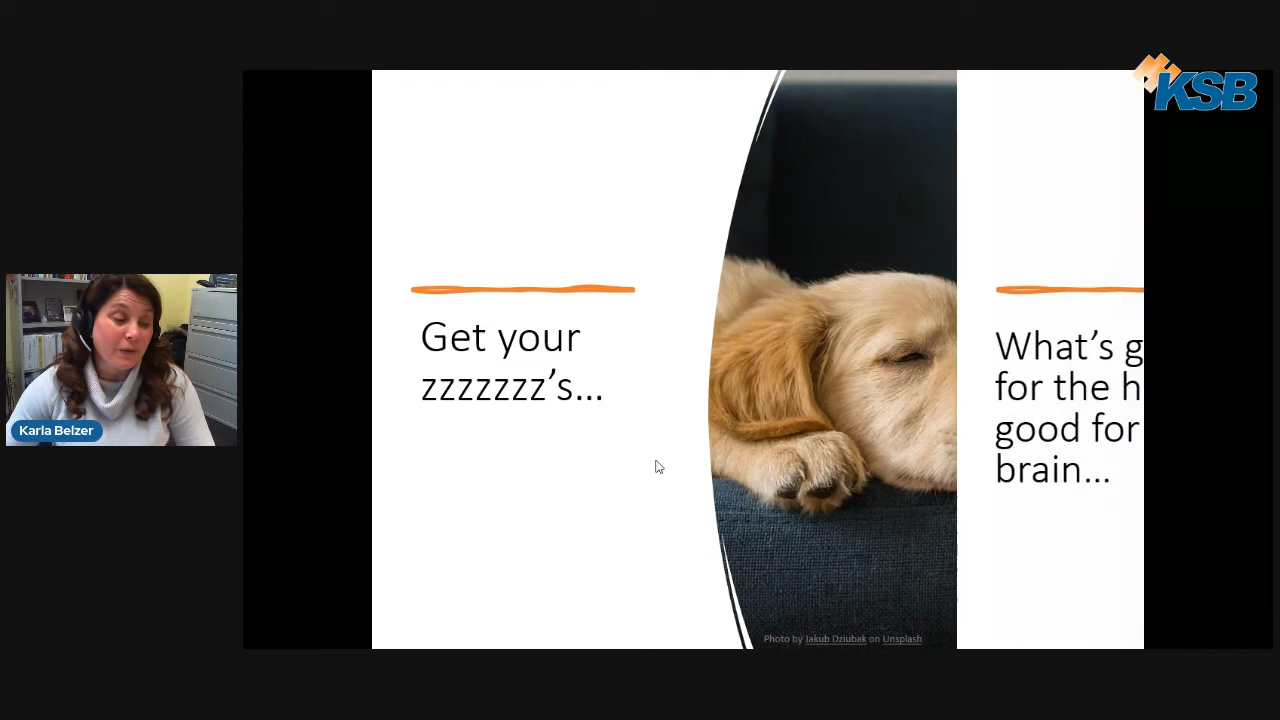 KSB
Get your
zzzzzzz’s...
What’s g
for the h
good for
brain...
Karla Belzer
Photo by Jakub Dziubak on Unsplash